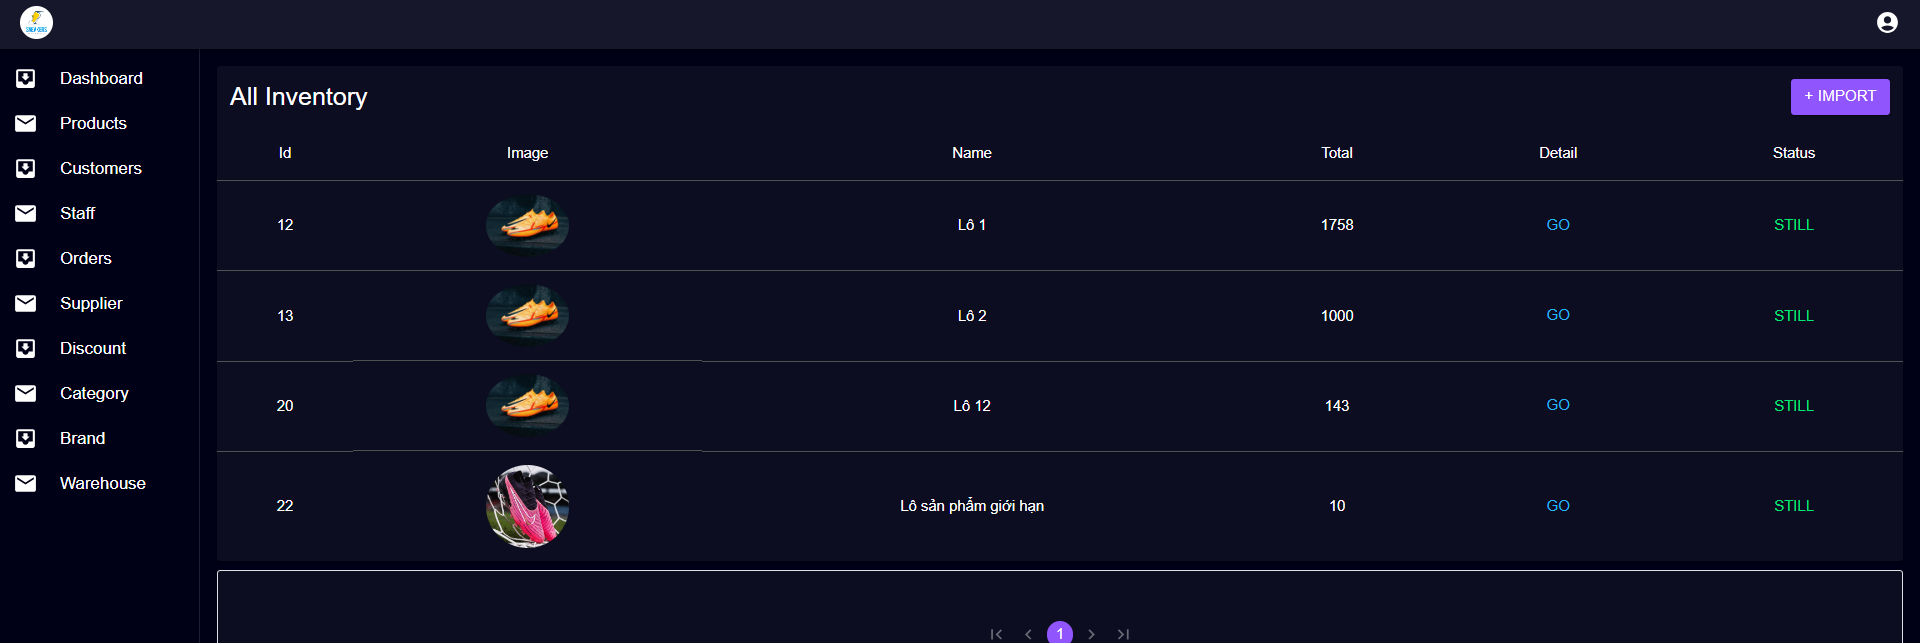 Dashboard
Products
Customers
Staff
Orders
Supplier
Discount
Category
Brand
Warehouse
All Inventory
+ IMPORT
Id Image Name Total Detail Status
12 Lô 1 1758 GO STILL
13 Lô 2 1000 GO STILL
20 Lô 12 143 GO STILL
22 Lô sản phẩm giới hạn 10 GO STILL
1